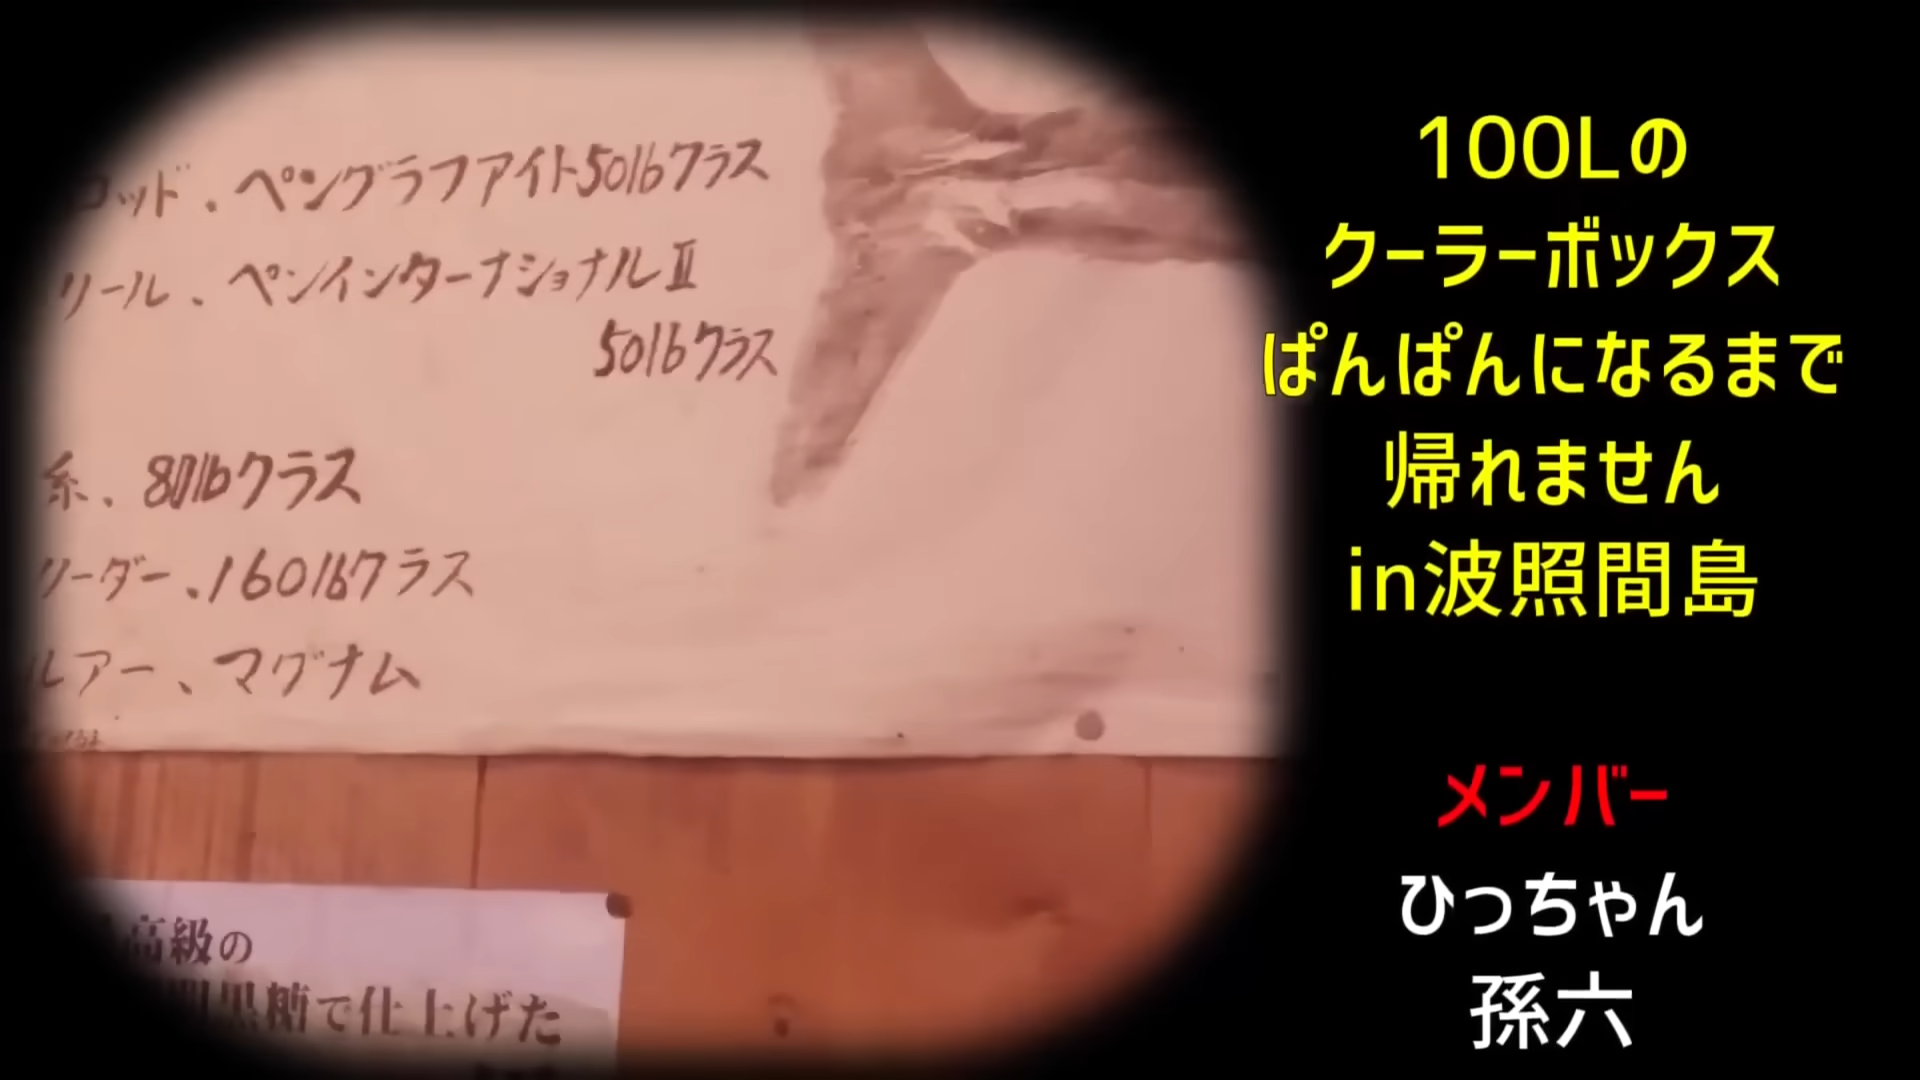 ロッド、ペングラファイト50lbクラス
リール、ペンインターナショナルⅡ
50lbクラス
糸、80lbクラス
リーダー、160lbクラス
ルアー、マグナム
高級の
黒糖で仕上げた
100Lの
クーラーボックス
ぱんぱんになるまで
帰れません
in波照間島
メンバー
ひっちゃん
孫六